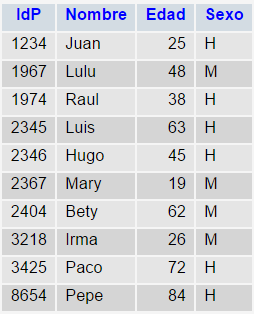 IdP Nombre Edad Sexo
1234 Juan 25 H
1967 Lulu 48 M
1974 Raul 38 H
2345 Luis 63 H
2346 Hugo 45 H
2367 Mary 19 M
2404 Bety 62 M
3218 Irma 26 M
3425 Paco 72 H
8654 Pepe 84 H